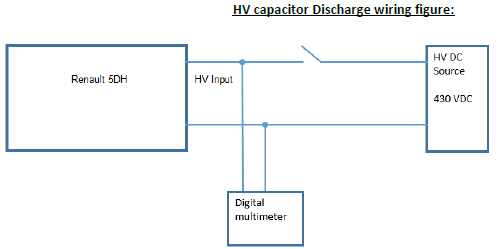 HV capacitor Discharge wiring figure:
Renault 5DH
HV Input
HV DC
Source
430 VDC
Digital
multimeter